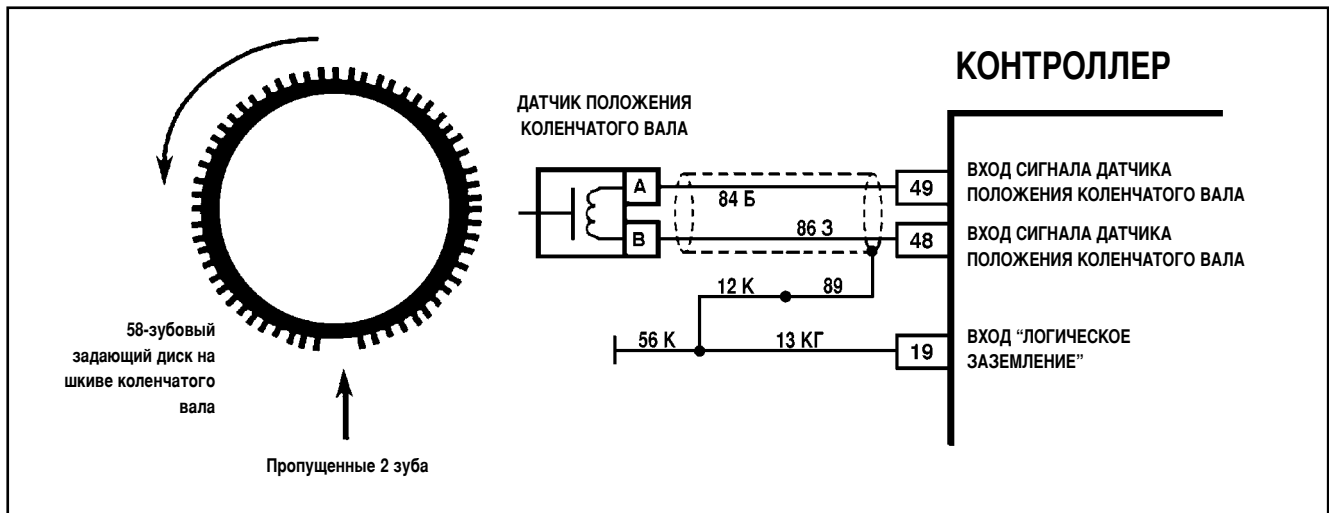 КОНТРОЛЛЕР
ДАТЧИК ПОЛОЖЕНИЯ
КОЛЕНЧАТОГО ВАЛА
A
84 Б
49
ВХОД СИГНАЛА ДАТЧИКА
ПОЛОЖЕНИЯ КОЛЕНЧАТОГО ВАЛА
B
86 З
48
ВХОД СИГНАЛА ДАТЧИКА
ПОЛОЖЕНИЯ КОЛЕНЧАТОГО ВАЛА
12 К
89
56 К
13 КГ
19
ВХОД “ЛОГИЧЕСКОЕ
ЗАЗЕМЛЕНИЕ”
58-зубовый
задающий диск на
шкиве коленчатого
вала
Пропущенные 2 зуба